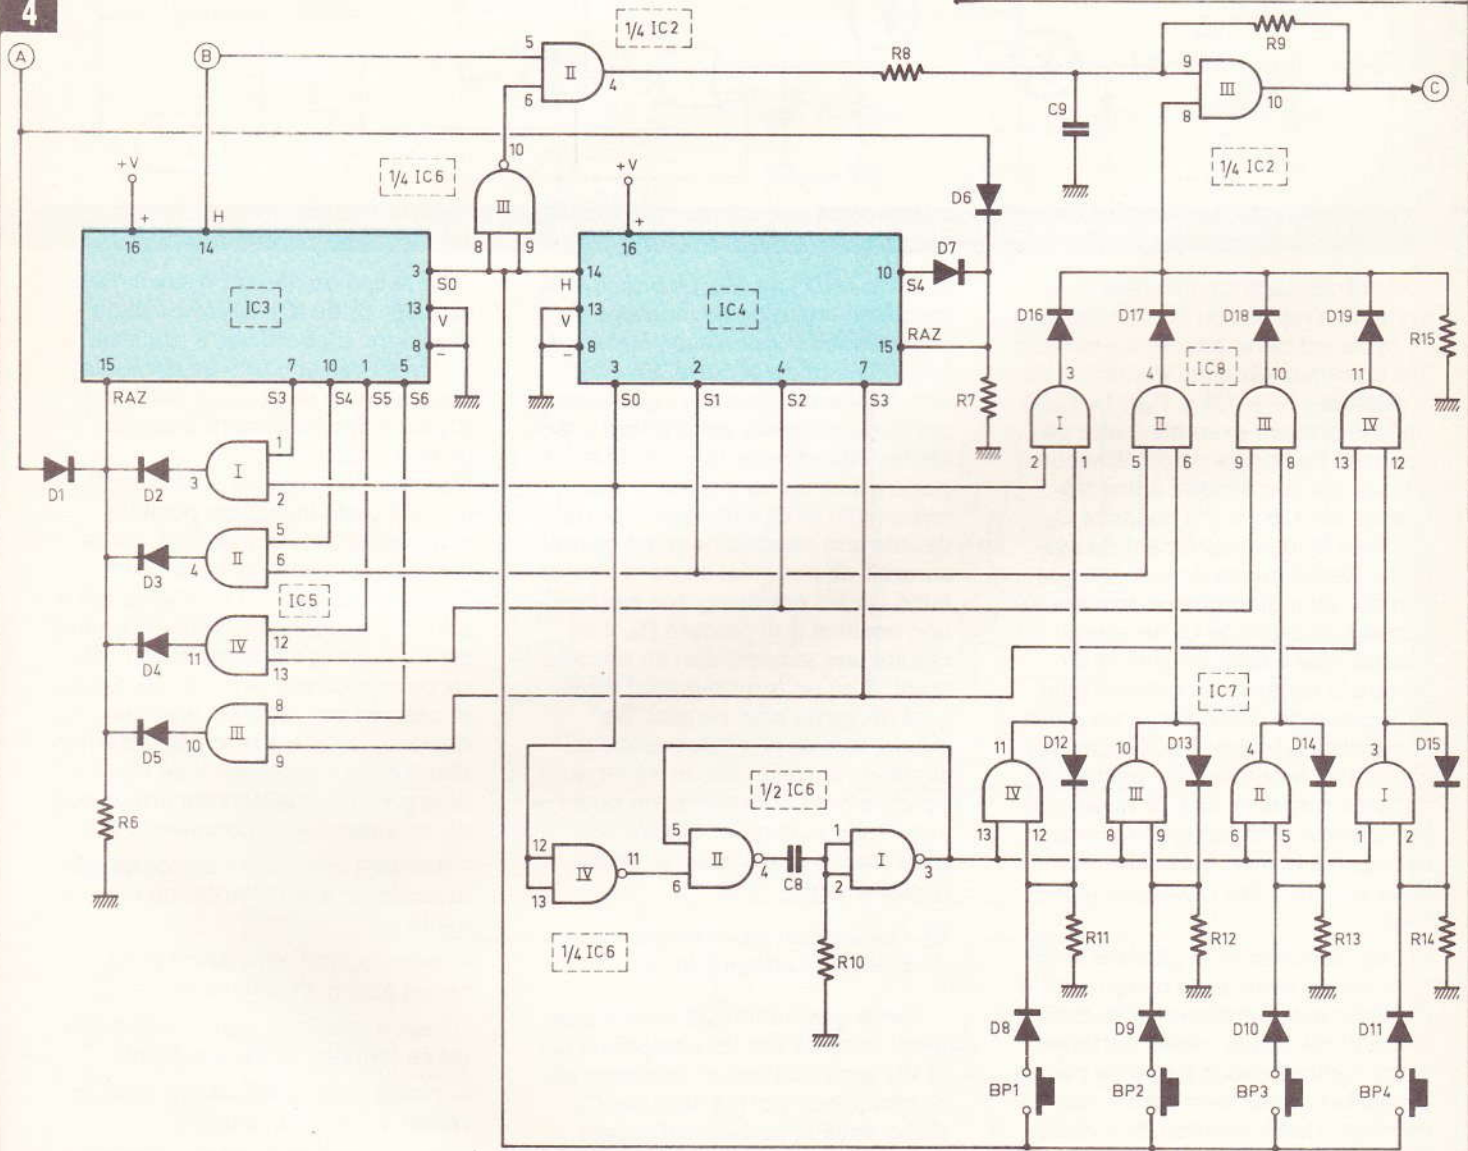 4
A
B
1/4 IC2
5
II
4
6
R8
R9
9
III
10
8
C9
C
1/4 IC2
+V
+
16
H
14
1/4 IC6
10
III
8
9
+V
+
16
D6
D7
IC3
3
S0
13
V
8
–
15
RAZ
7
S3
10
S4
1
S5
5
S6
14
H
13
V
8
–
IC4
10
S4
15
RAZ
3
S0
2
S1
4
S2
7
S3
R7
D16
D17
D18
D19
R15
IC8
3
I
2
1
4
II
5
6
10
III
9
8
11
IV
13
12
D1
D2
3
I
1
2
D3
4
II
5
6
IC5
D4
11
IV
12
13
D5
10
III
8
9
R6
IC7
1/2 IC6
12
IV
11
13
5
II
4
6
C8
1
I
3
2
1/4 IC6
R10
11
IV
13
12
D12
10
III
8
9
D13
4
II
6
5
D14
3
I
1
2
D15
R11
R12
R13
R14
D8
D9
D10
D11
BP1
BP2
BP3
BP4